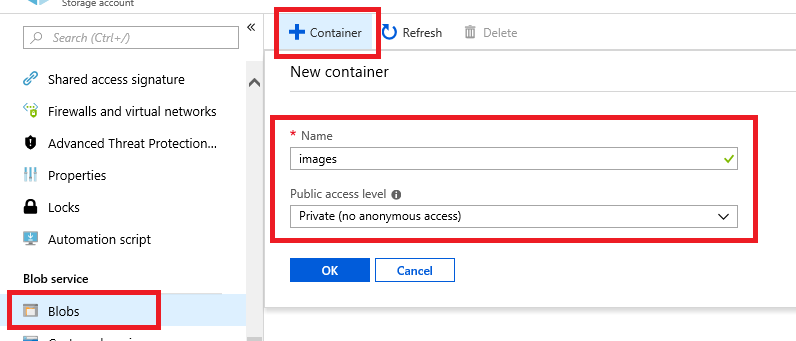 Storage account
Search (Ctrl+/)
«
Shared access signature
Firewalls and virtual networks
Advanced Threat Protection...
Properties
Locks
Automation script
Blob service
Blobs
Container
Refresh
Delete
New container
* Name
images
Public access level
Private (no anonymous access)
OK
Cancel